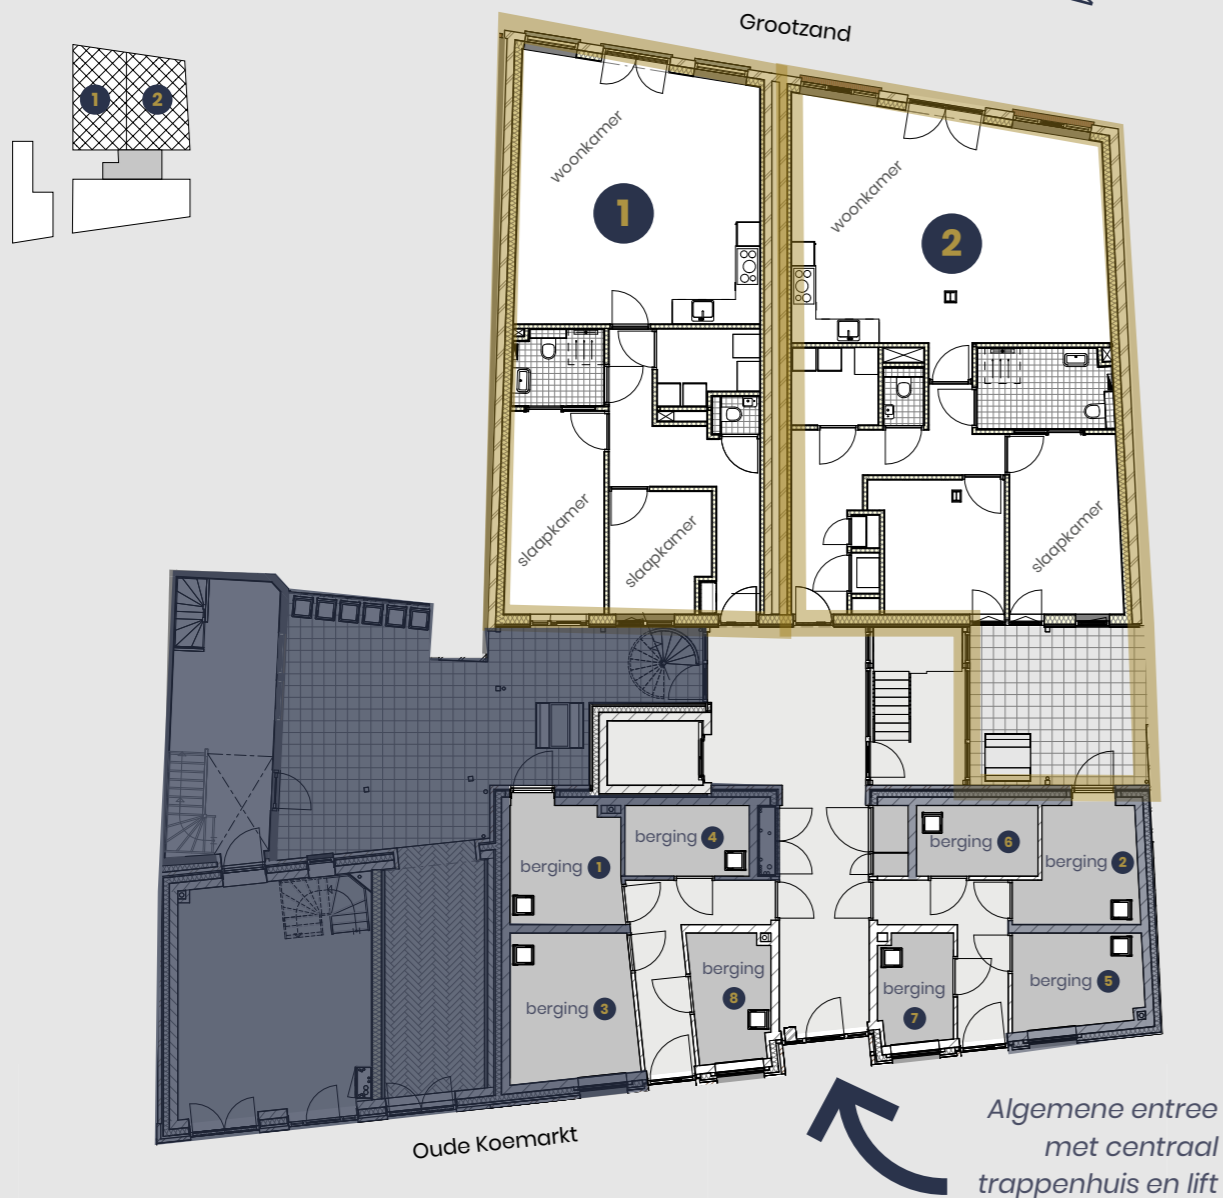 Grootzand
1
2
woonkamer
1
woonkamer
2
slaapkamer
slaapkamer
slaapkamer
berging 4
berging 6
berging 1
berging 2
berging
8
berging 3
berging
7
berging 5
Oude Koemarkt
Algemene entree
met centraal
trappenhuis en lift